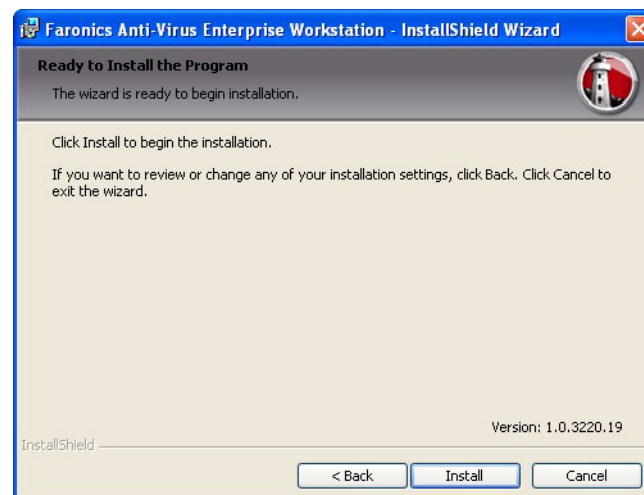 Faronics Anti-Virus Enterprise Workstation - InstallShield Wizard
Ready to Install the Program
The wizard is ready to begin installation.
Click Install to begin the installation.
If you want to review or change any of your installation settings, click Back. Click Cancel to
exit the wizard.
Version: 1.0.3220.19
InstallShield
< Back
Install
Cancel